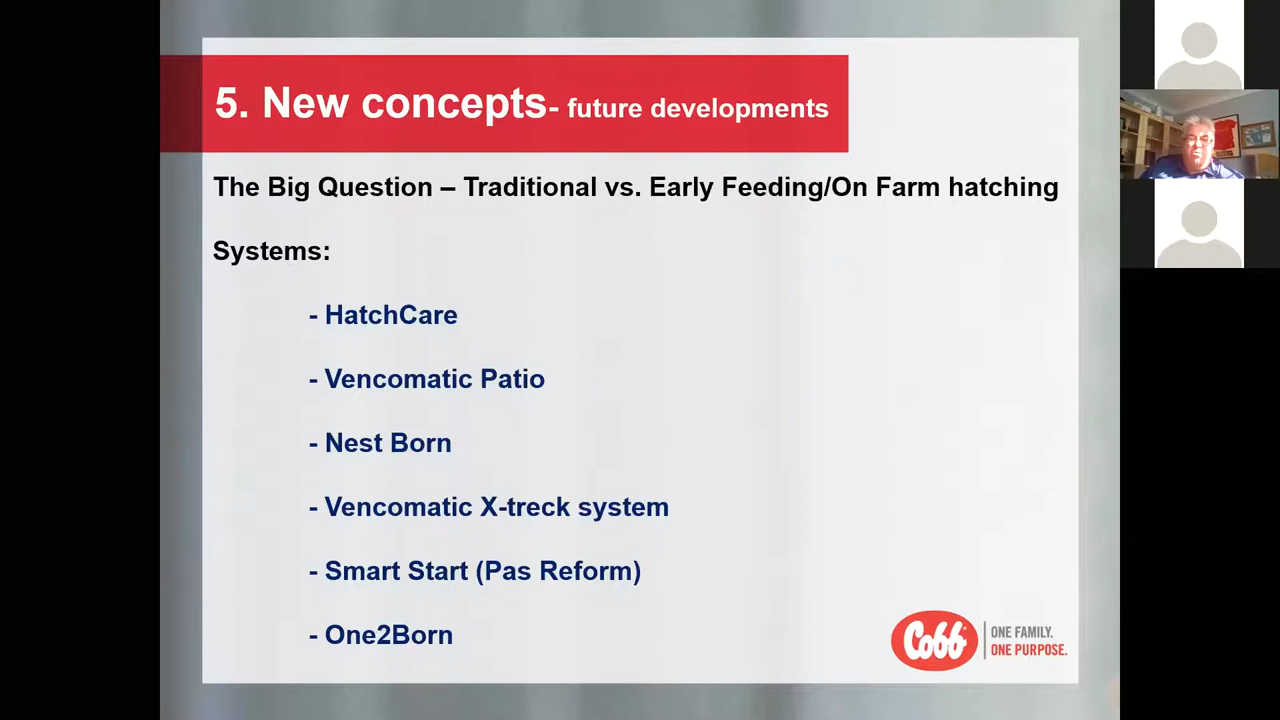 5. New concepts- future developments
The Big Question – Traditional vs. Early Feeding/On Farm hatching
Systems:
- HatchCare
- Vencomatic Patio
- Nest Born
- Vencomatic X-treck system
- Smart Start (Pas Reform)
- One2Born
Cobb
ONE FAMILY.
ONE PURPOSE.